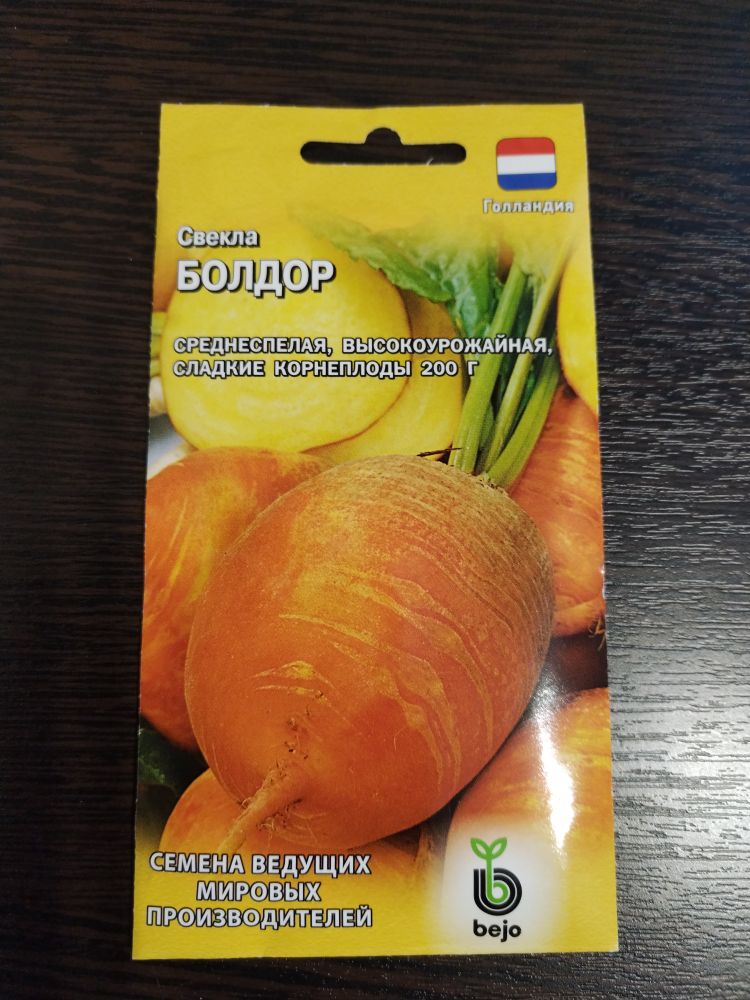 Голландия
Свекла
БОЛДОР
СРЕДНЕСПЕЛАЯ, ВЫСОКОУРОЖАЙНАЯ,
СЛАДКИЕ КОРНЕПЛОДЫ 200 Г
СЕМЕНА ВЕДУЩИХ
МИРОВЫХ
ПРОИЗВОДИТЕЛЕЙ
bejo